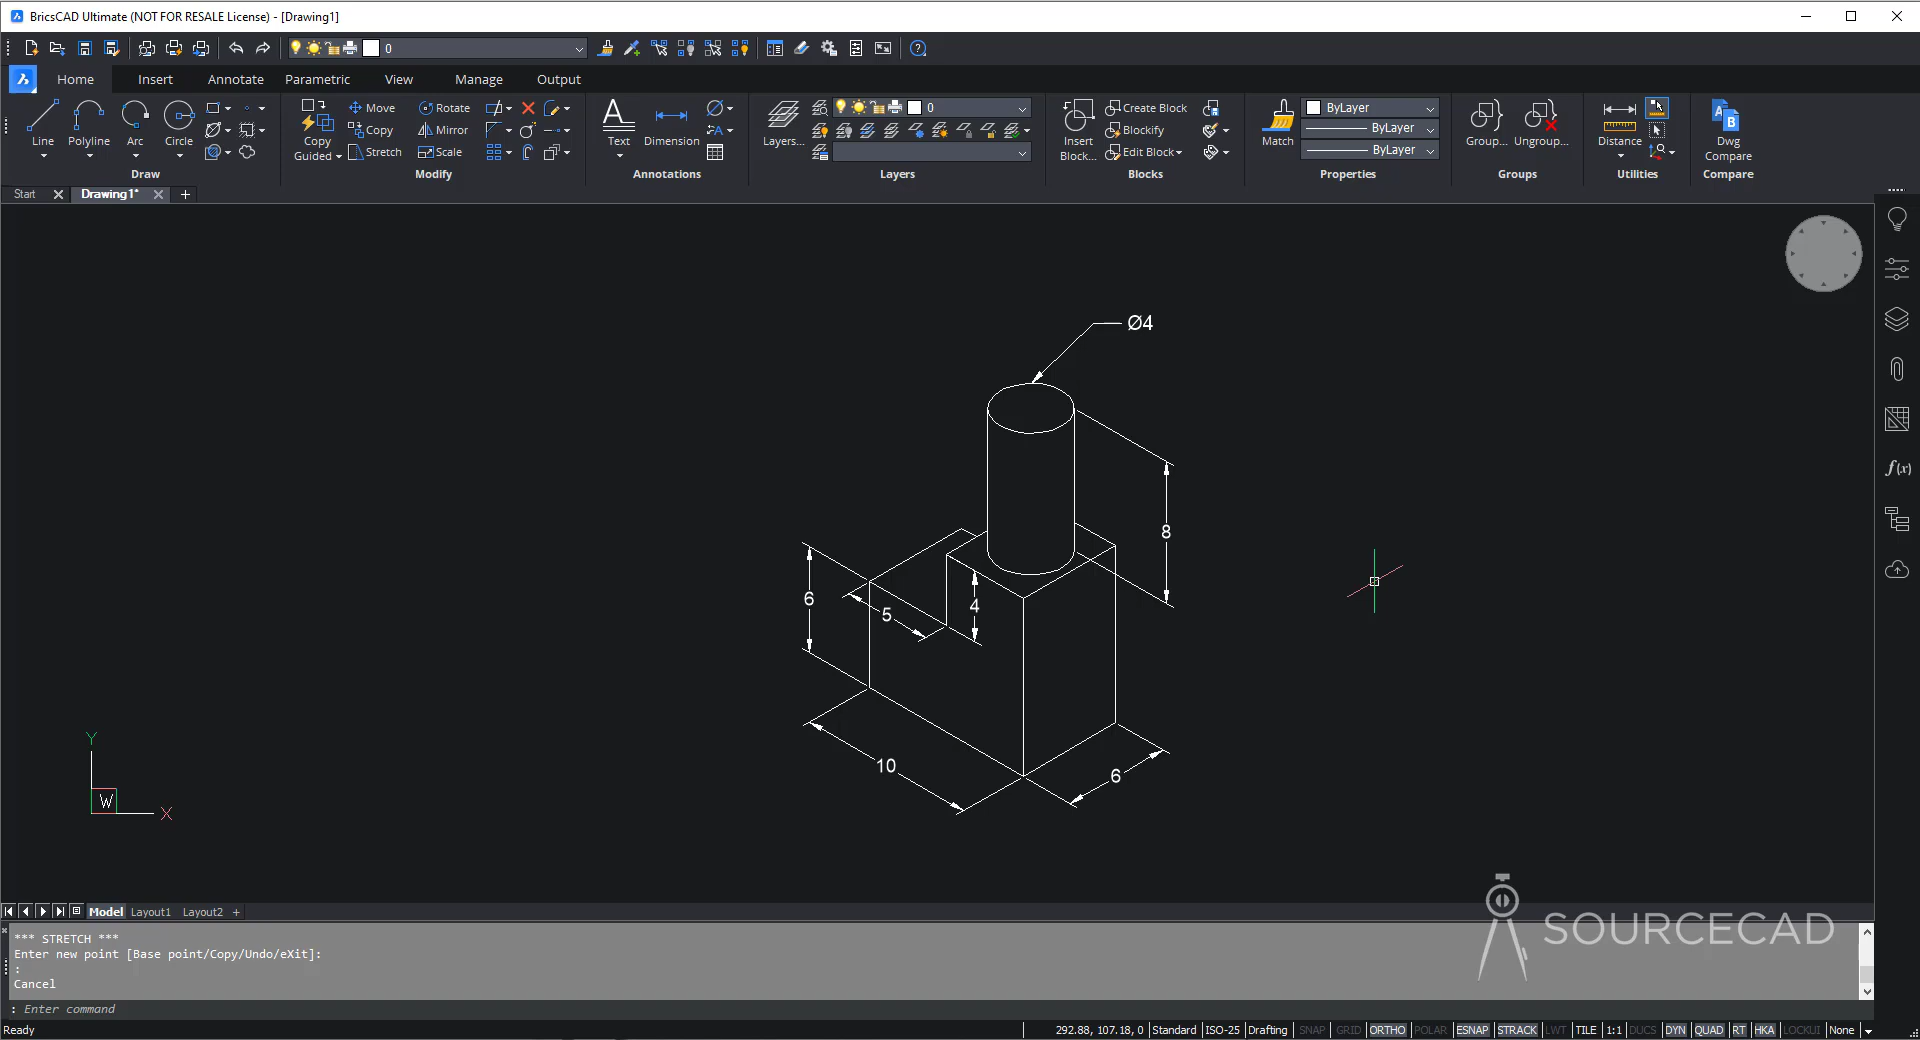 BricsCAD Ultimate (NOT FOR RESALE License) - [Drawing1]
0
Home Insert Annotate Parametric View Manage Output
Line Polyline Arc Circle
Draw
Copy Guided
Move Rotate
Copy Mirror
Stretch Scale
Modify
Text Dimension
Annotations
Layers...
0
Layers
Insert Block...
Create Block
Blockify
Edit Block
Blocks
Match
ByLayer
ByLayer
ByLayer
Properties
Group... Ungroup...
Groups
Distance
Utilities
Dwg Compare
Compare
Start Drawing1* +
f(x)
Ø4
8
6
5
4
10
6
Y
W
X
SOURCECAD
Model Layout1 Layout2 +
*** STRETCH ***
Enter new point [Base point/Copy/Undo/eXit]:
:
Cancel
: Enter command
Ready 292.88, 107.18, 0 Standard ISO-25 Drafting SNAP GRID ORTHO POLAR ESNAP STRACK LWT TILE 1:1 DUCS DYN QUAD RT HKA LOCKUI None